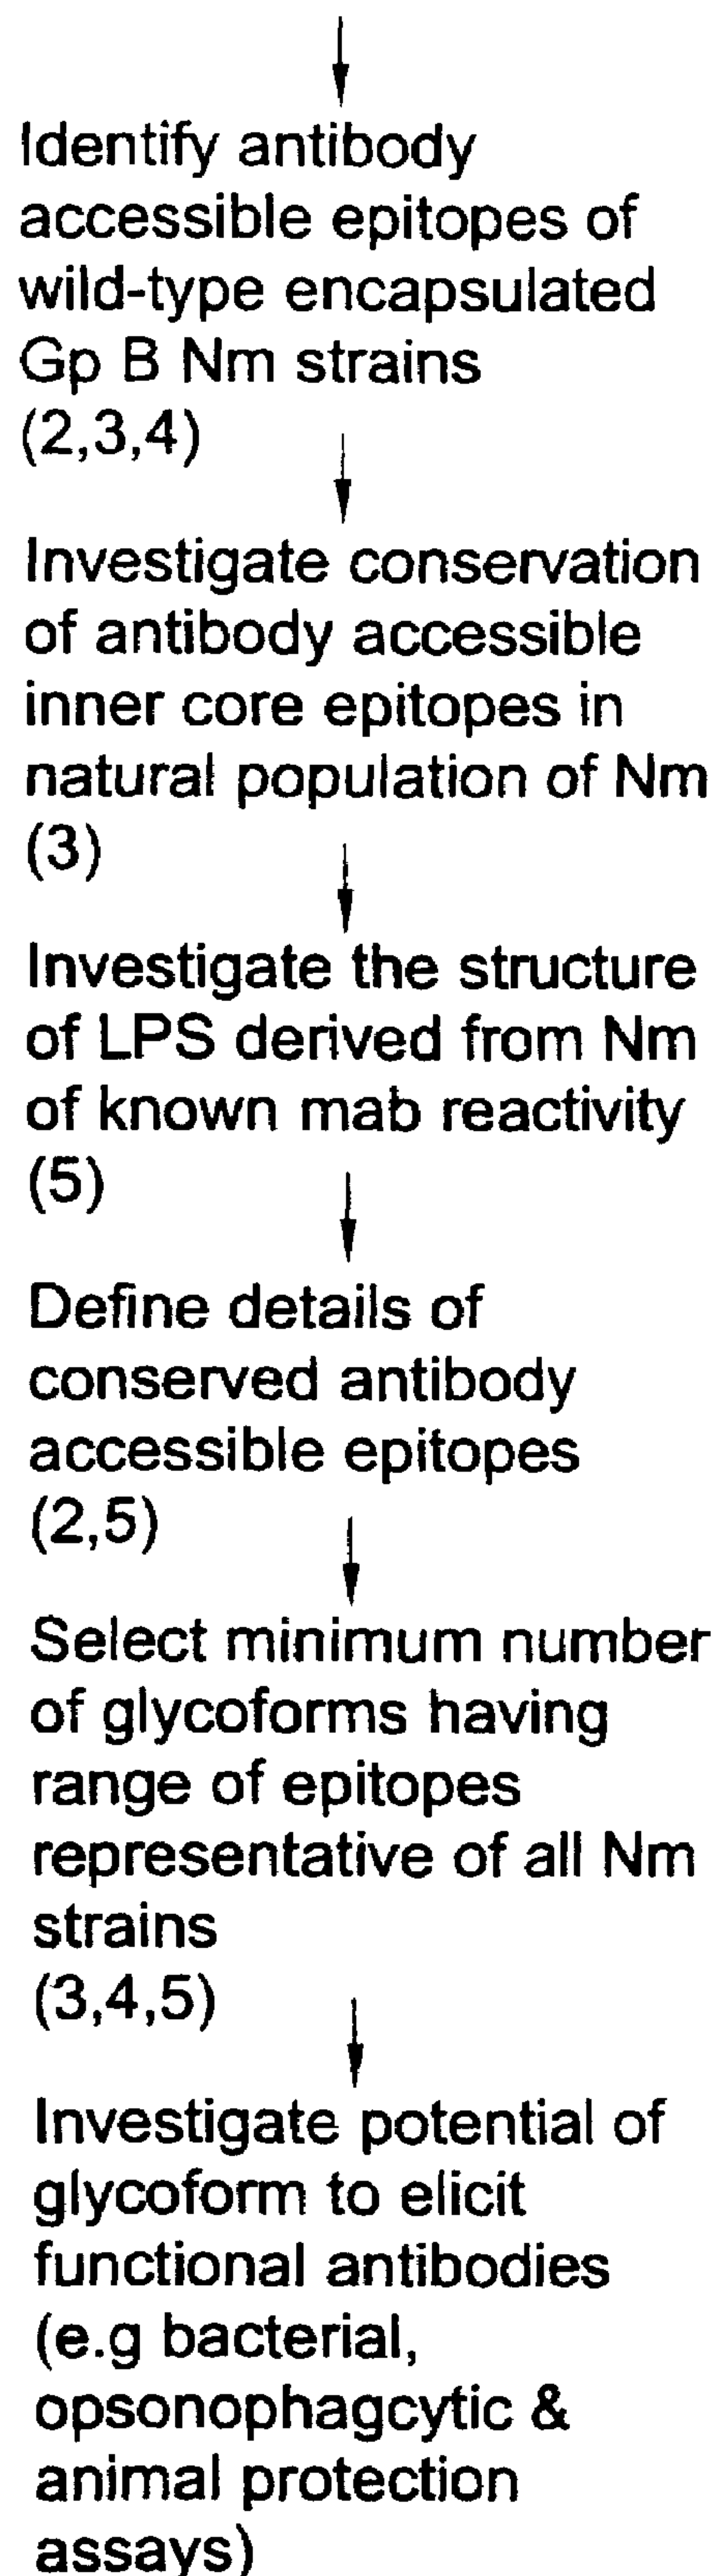 Identify antibody
accessible epitopes of
wild-type encapsulated
Gp B Nm strains
(2,3,4)
Investigate conservation
of antibody accessible
inner core epitopes in
natural population of Nm
(3)
Investigate the structure
of LPS derived from Nm
of known mab reactivity
(5)
Define details of
conserved antibody
accessible epitopes
(2,5)
Select minimum number
of glycoforms having
range of epitopes
representative of all Nm
strains
(3,4,5)
Investigate potential of
glycoform to elicit
functional antibodies
(e.g bacterial,
opsonophagcytic &
animal protection
assays)